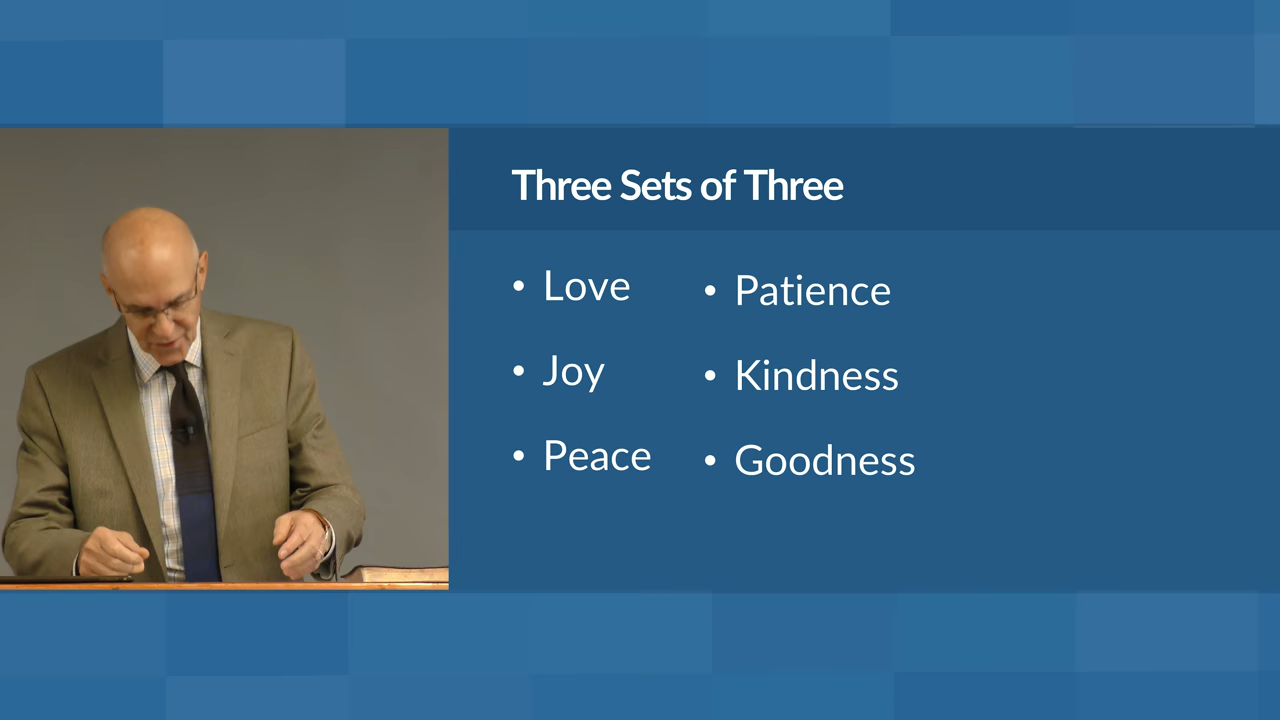 Three Sets of Three
• Love
• Joy
• Peace
• Patience
• Kindness
• Goodness